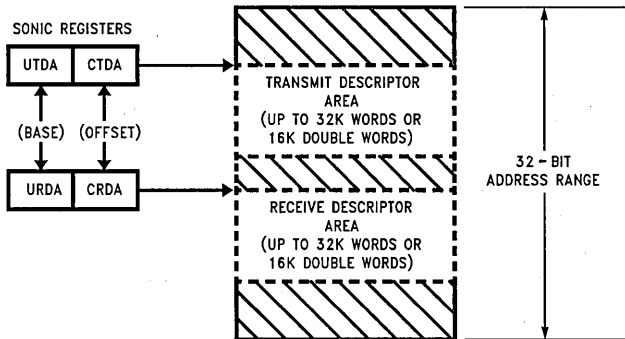 SONIC REGISTERS
UTDA CTDA
(BASE) (OFFSET)
URDA CRDA
TRANSMIT DESCRIPTOR
AREA
(UP TO 32K WORDS OR
16K DOUBLE WORDS)
RECEIVE DESCRIPTOR
AREA
(UP TO 32K WORDS OR
16K DOUBLE WORDS)
32-BIT
ADDRESS RANGE